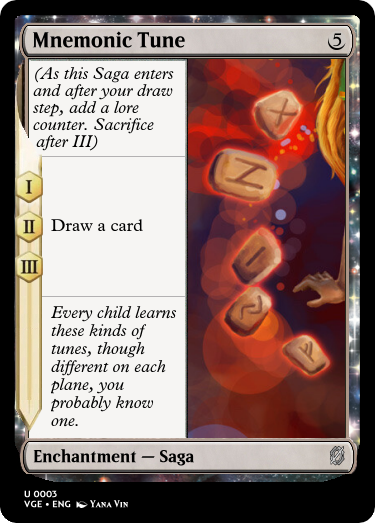 Mnemonic Tune 5
(As this Saga enters
and after your draw
step, add a lore
counter. Sacrifice
after III)
I
II
III
Draw a card
Every child learns
these kinds of
tunes, though
different on each
plane, you
probably know
one.
Enchantment — Saga
U 0003
VGE • ENG Yana Vin